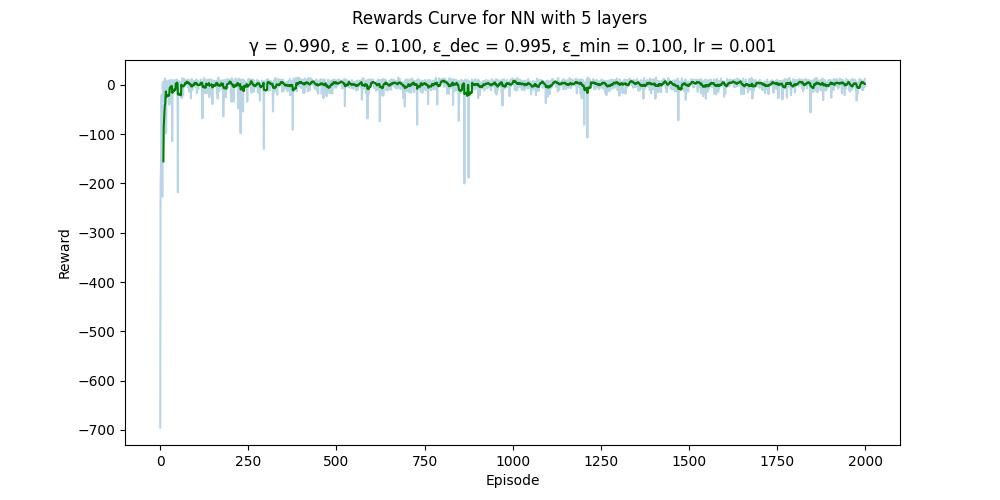 Rewards Curve for NN with 5 layers
γ = 0.990, ε = 0.100, ε_dec = 0.995, ε_min = 0.100, lr = 0.001
0
−100
−200
−300
−400
−500
−600
−700
Reward
0 250 500 750 1000 1250 1500 1750 2000
Episode